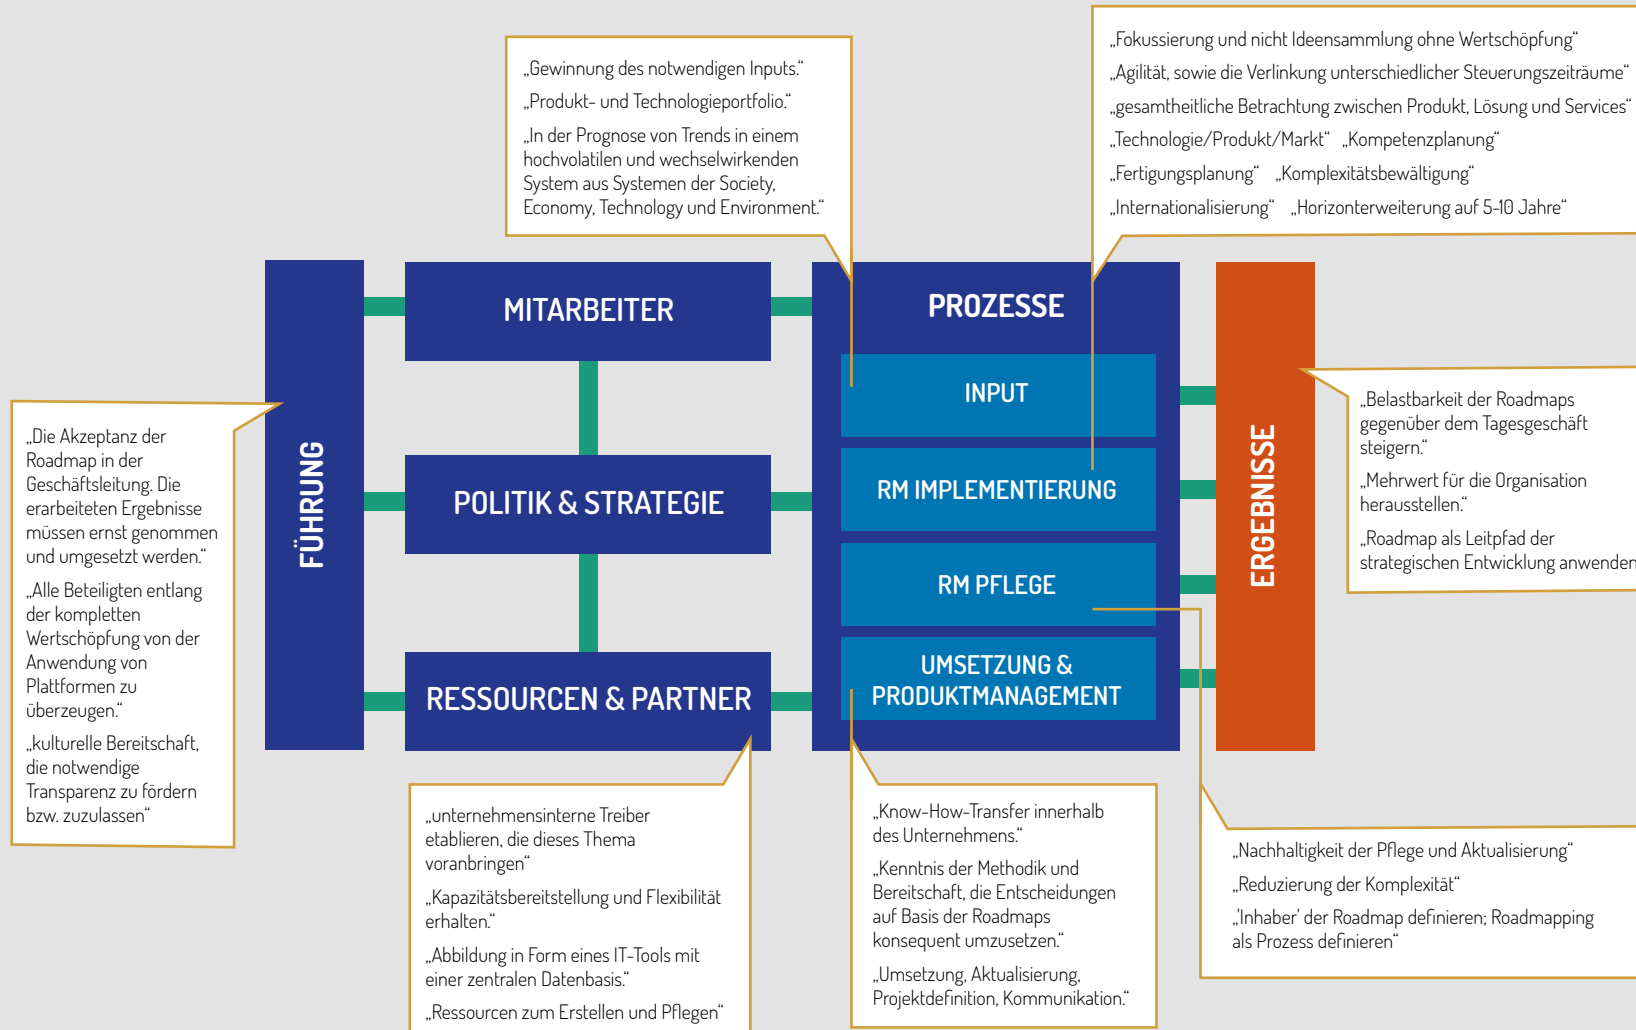 „Gewinnung des notwendigen Inputs.“
„Produkt- und Technologieportfolio.“
„In der Prognose von Trends in einem
hochvolatilen und wechselwirkenden
System aus Systemen der Society,
Economy, Technology und Environment.“
„Fokussierung und nicht Ideensammlung ohne Wertschöpfung“
„Agilität, sowie die Verlinkung unterschiedlicher Steuerungszeiträume“
„gesamtheitliche Betrachtung zwischen Produkt, Lösung und Services“
„Technologie/Produkt/Markt“ „Kompetenzplanung“
„Fertigungsplanung“ „Komplexitätsbewältigung“
„Internationalisierung“ „Horizonterweiterung auf 5-10 Jahre“
„Die Akzeptanz der
Roadmap in der
Geschäftsleitung. Die
erarbeiteten Ergebnisse
müssen ernst genommen
und umgesetzt werden.“
„Alle Beteiligten entlang
der kompletten
Wertschöpfung von der
Anwendung von
Plattformen zu
überzeugen.“
„kulturelle Bereitschaft,
die notwendige
Transparenz zu fördern
bzw. zuzulassen“
FÜHRUNG
MITARBEITER
POLITIK & STRATEGIE
RESSOURCEN & PARTNER
PROZESSE
INPUT
RM IMPLEMENTIERUNG
RM PFLEGE
UMSETZUNG &
PRODUKTMANAGEMENT
ERGEBNISSE
„Belastbarkeit der Roadmaps
gegenüber dem Tagesgeschäft
steigern.“
„Mehrwert für die Organisation
herausstellen.“
„Roadmap als Leitpfad der
strategischen Entwicklung anwenden
„unternehmensinterne Treiber
etablieren, die dieses Thema
voranbringen“
„Kapazitätsbereitstellung und Flexibilität
erhalten.“
„Abbildung in Form eines IT-Tools mit
einer zentralen Datenbasis.“
„Ressourcen zum Erstellen und Pflegen“
„Know-How-Transfer innerhalb
des Unternehmens.“
„Kenntnis der Methodik und
Bereitschaft, die Entscheidungen
auf Basis der Roadmaps
konsequent umzusetzen.“
„Umsetzung, Aktualisierung,
Projektdefinition, Kommunikation.“
„Nachhaltigkeit der Pflege und Aktualisierung“
„Reduzierung der Komplexität“
„'Inhaber' der Roadmap definieren; Roadmapping
als Prozess definieren“